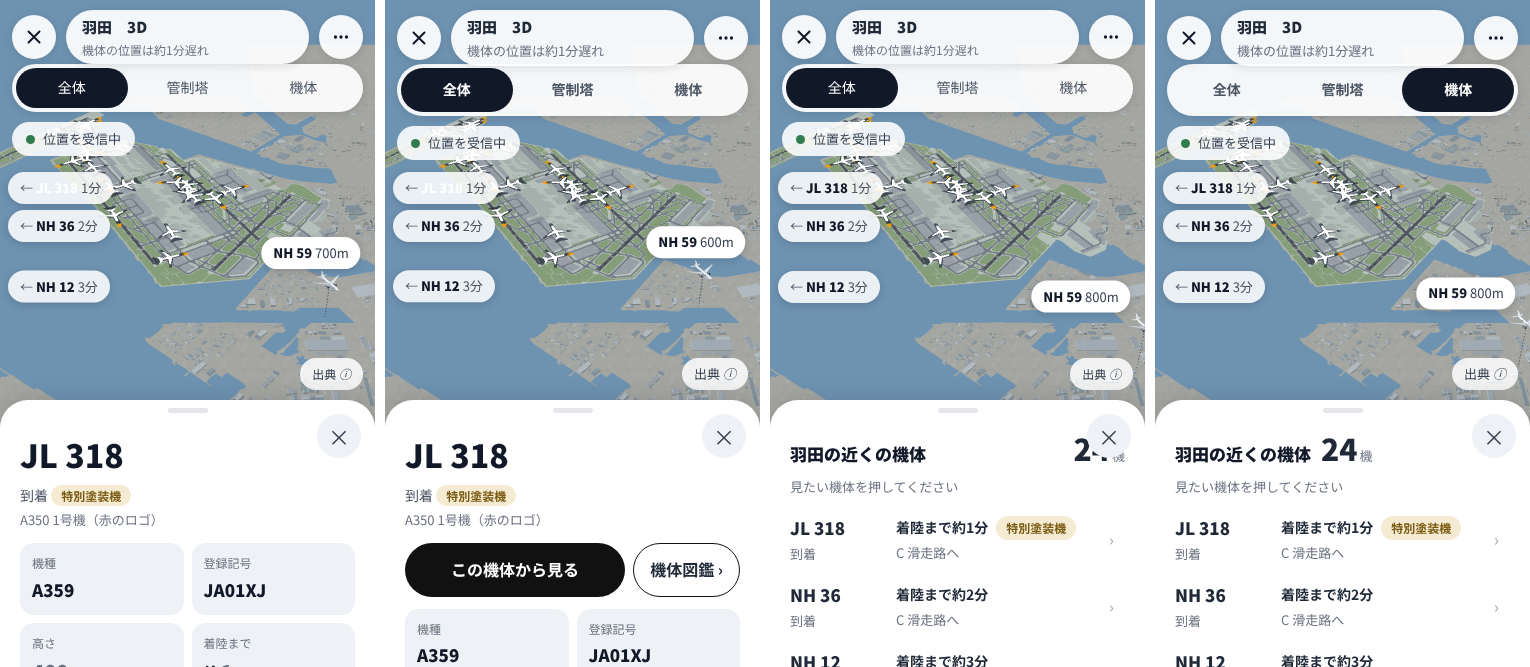 羽田　3D
機体の位置は約1分遅れ
全体
管制塔
機体
位置を受信中
← JL 318 1分
← NH 36 2分
NH 59 700m
← NH 12 3分
出典 ⓘ
JL 318
到着 特別塗装機
A350 1号機（赤のロゴ）
機種
A359
登録記号
JA01XJ
高さ
着陸まで
羽田　3D
機体の位置は約1分遅れ
全体
管制塔
機体
位置を受信中
← JL 318 1分
← NH 36 2分
NH 59 600m
← NH 12 3分
出典 ⓘ
JL 318
到着 特別塗装機
A350 1号機（赤のロゴ）
この機体から見る
機体図鑑 ›
機種
A359
登録記号
JA01XJ
羽田　3D
機体の位置は約1分遅れ
全体
管制塔
機体
位置を受信中
← JL 318 1分
← NH 36 2分
← NH 12 3分
NH 59 800m
出典 ⓘ
羽田の近くの機体
見たい機体を押してください
JL 318 着陸まで約1分 特別塗装機
到着 C 滑走路へ ›
NH 36 着陸まで約2分
到着 C 滑走路へ ›
NH 12 着陸まで約3分
羽田　3D
機体の位置は約1分遅れ
全体
管制塔
機体
位置を受信中
← JL 318 1分
← NH 36 2分
← NH 12 3分
NH 59 800m
出典 ⓘ
羽田の近くの機体 24機
見たい機体を押してください
JL 318 着陸まで約1分 特別塗装機
到着 C 滑走路へ ›
NH 36 着陸まで約2分
到着 C 滑走路へ ›
NH 12 着陸まで約3分